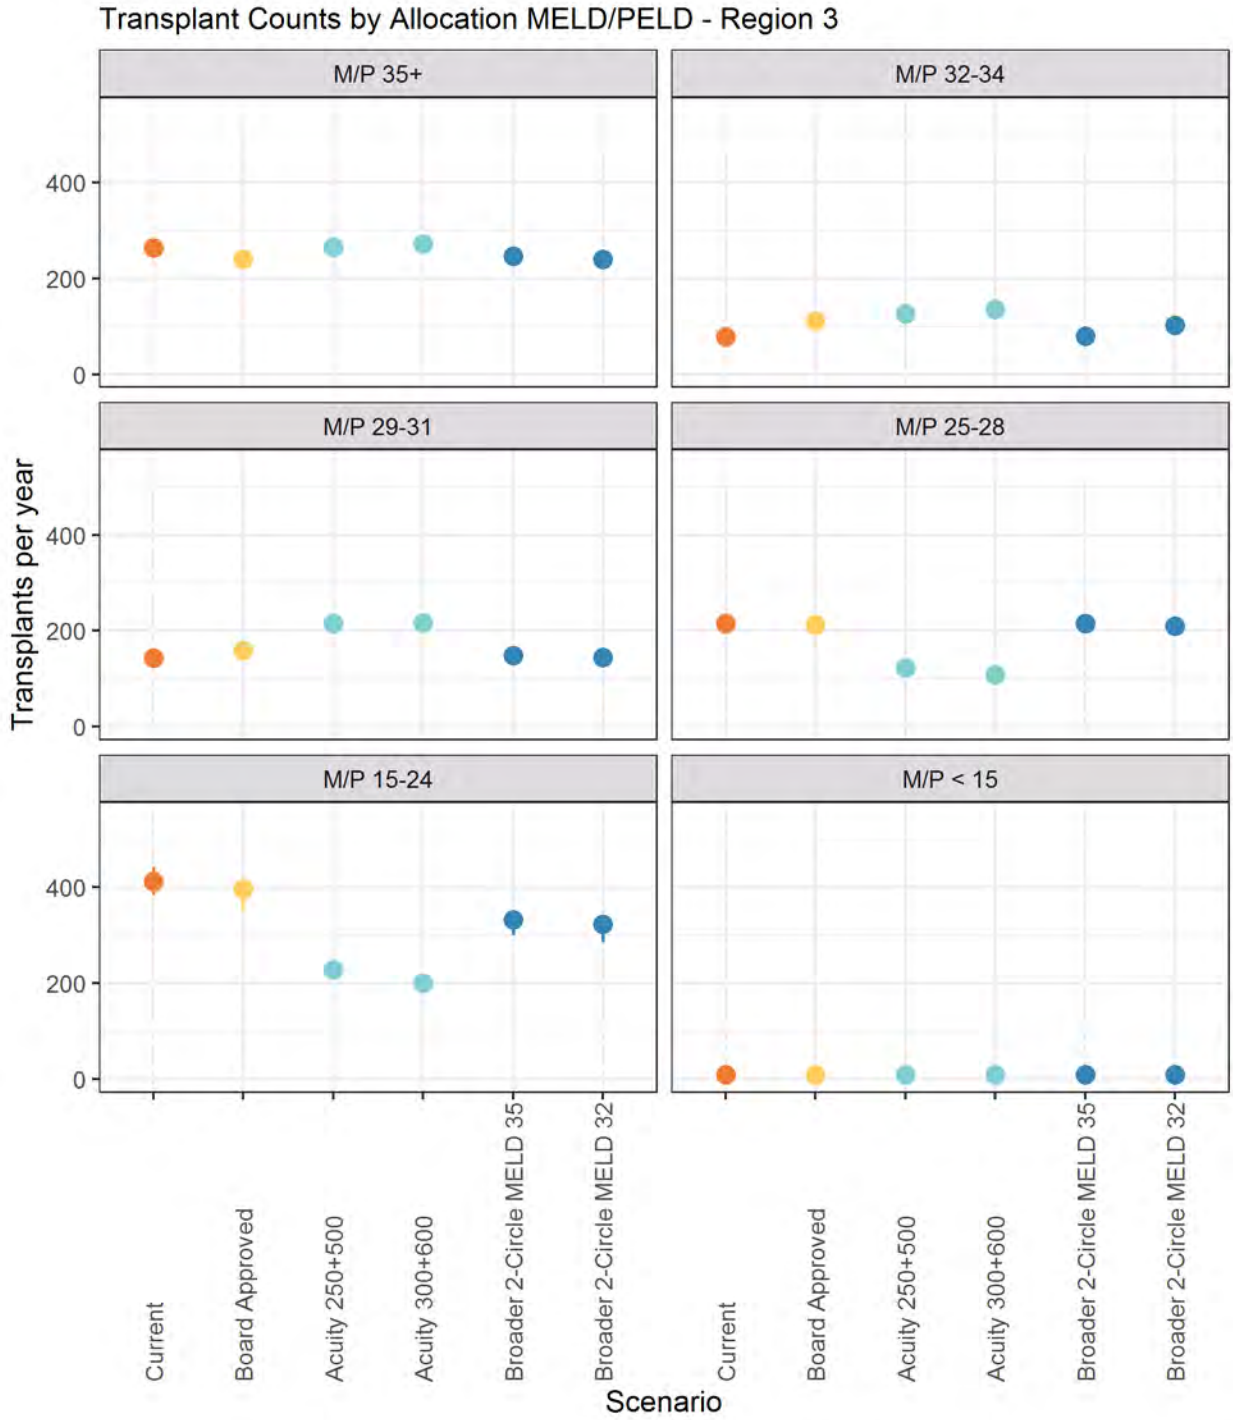 Transplant Counts by Allocation MELD/PELD - Region 3
M/P 35+
M/P 32-34
400
200
0
M/P 29-31
M/P 25-28
400
200
0
M/P 15-24
M/P < 15
400
200
0
Transplants per year
Current
Board Approved
Acuity 250+500
Acuity 300+600
Broader 2-Circle MELD 35
Broader 2-Circle MELD 32
Current
Board Approved
Acuity 250+500
Acuity 300+600
Broader 2-Circle MELD 35
Broader 2-Circle MELD 32
Scenario